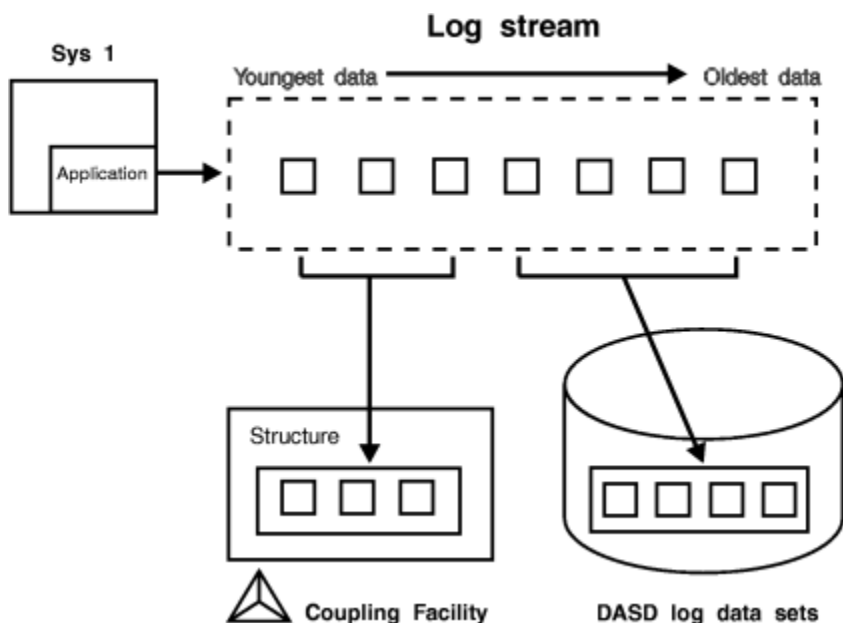 Log stream
Sys 1
Youngest data
Oldest data
Application
Structure
Coupling Facility
DASD log data sets